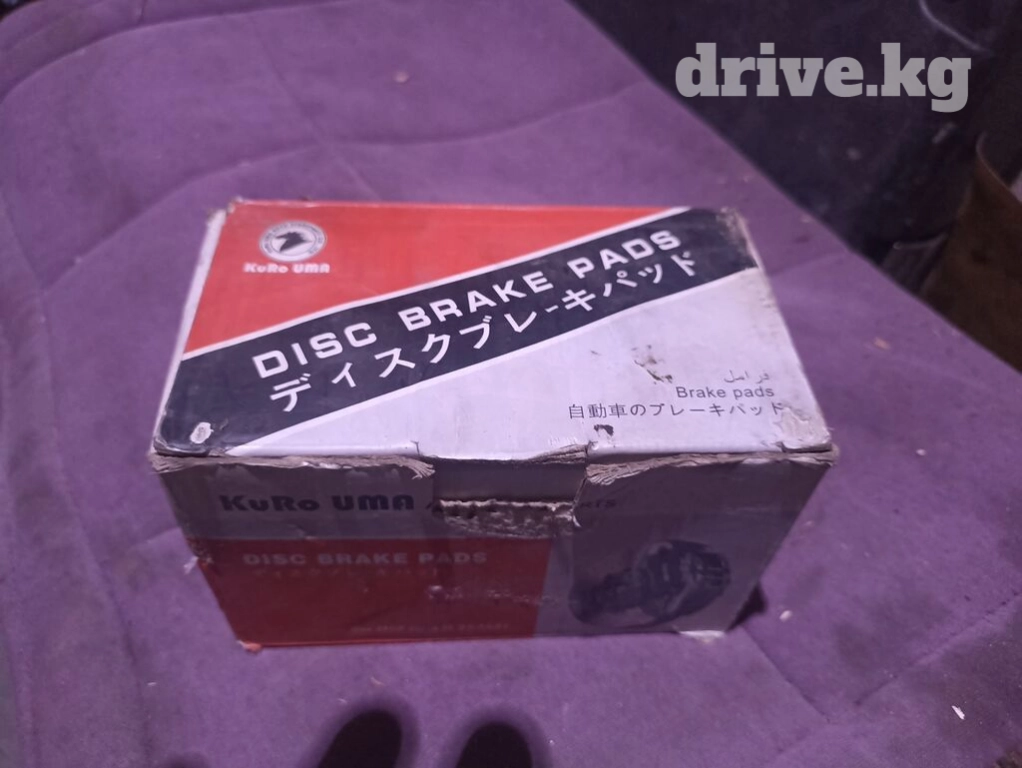 drive.kg
KuRo UMA
DISC BRAKE PADS
ディスクブレーキパッド
فرامل
Brake pads
自動車のブレーキパッド
KuRo UMA
DISC BRAKE PADS